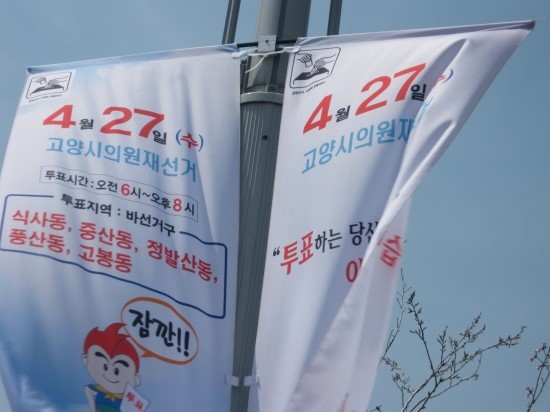 4월 27일 (수)
고양시의원재선거
투표시간 : 오전 6시~오후 8시
투표지역 : 바선거구
식사동, 중산동, 정발산동,
풍산동, 고봉동
잠깐!!
투표
4월 27일
고양시의원재선
"투표하는 당신